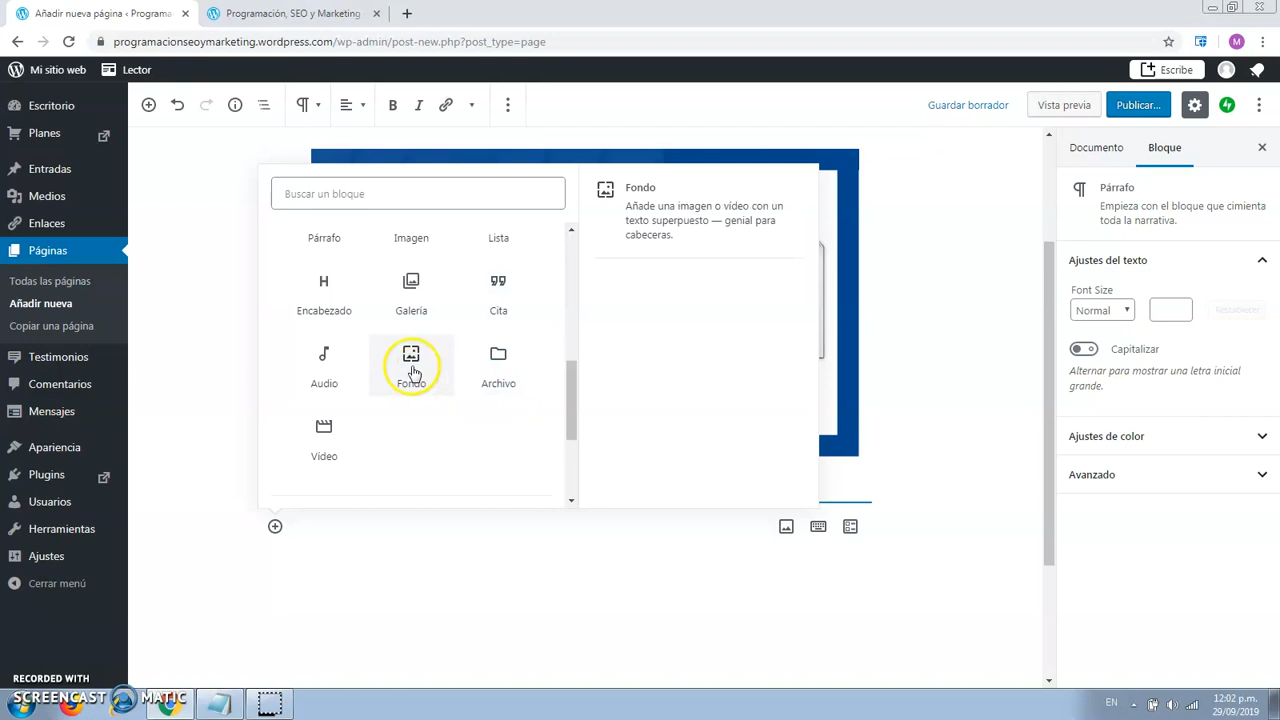 Añadir nueva página ‹ Programa
Programación, SEO y Marketing
programacionseoymarketing.wordpress.com/wp-admin/post-new.php?post_type=page
M
Mi sitio web
Lector
Escribe
Escritorio
Planes
Entradas
Medios
Enlaces
Páginas
Todas las páginas
Añadir nueva
Copiar una página
Testimonios
Comentarios
Mensajes
Apariencia
Plugins
Usuarios
Herramientas
Ajustes
Cerrar menú
B
I
Guardar borrador
Vista previa
Publicar...
Buscar un bloque
Párrafo
Imagen
Lista
H
Encabezado
Galería
Cita
Audio
Fondo
Archivo
Vídeo
Fondo
Añade una imagen o vídeo con un
texto superpuesto — genial para
cabeceras.
Documento
Bloque
Párrafo
Empieza con el bloque que cimienta
toda la narrativa.
Ajustes del texto
Font Size
Normal
Restablecer
Capitalizar
Alternar para mostrar una letra inicial
grande.
Ajustes de color
Avanzado
RECORDED WITH
SCREENCAST MATIC
EN
12:02 p.m.
29/09/2019